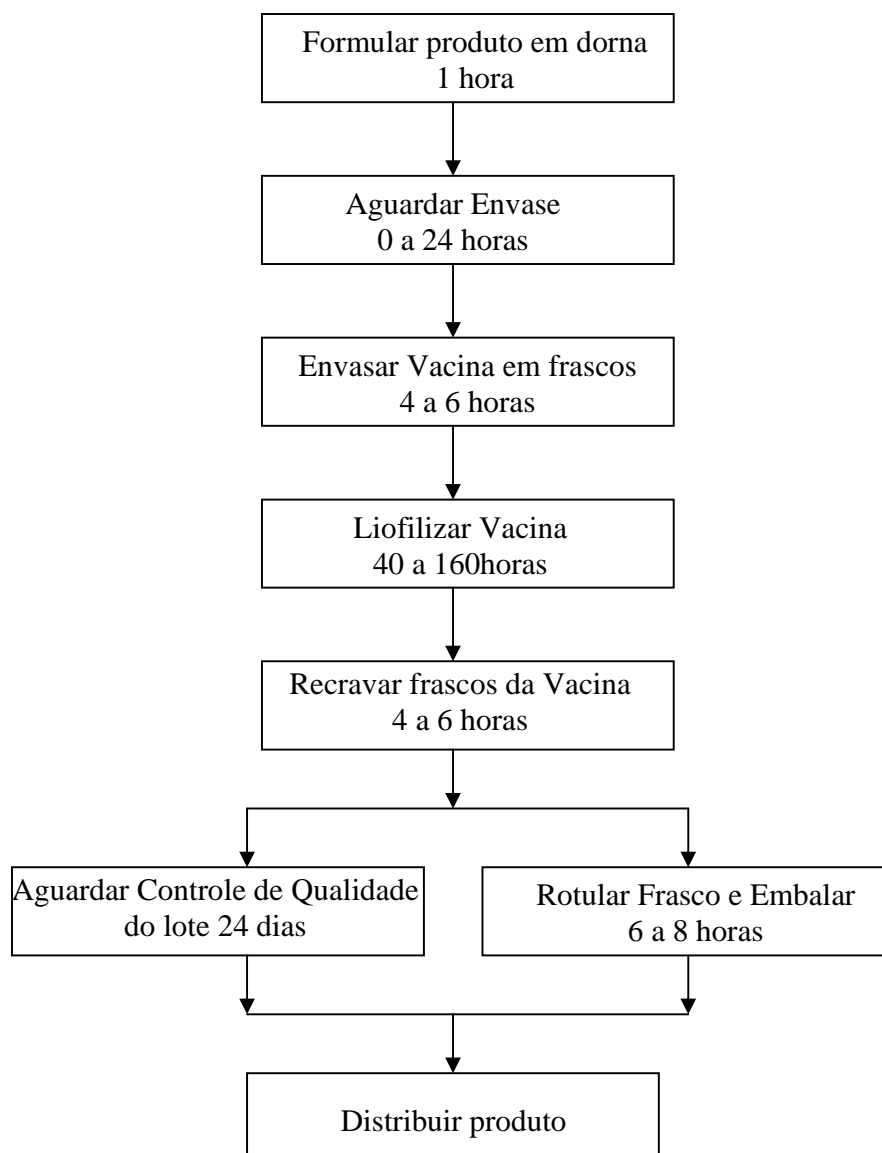 Formular produto em dorna
1 hora
Aguardar Envase
0 a 24 horas
Envasar Vacina em frascos
4 a 6 horas
Liofilizar Vacina
40 a 160horas
Recravar frascos da Vacina
4 a 6 horas
Aguardar Controle de Qualidade
do lote 24 dias
Rotular Frasco e Embalar
6 a 8 horas
Distribuir produto